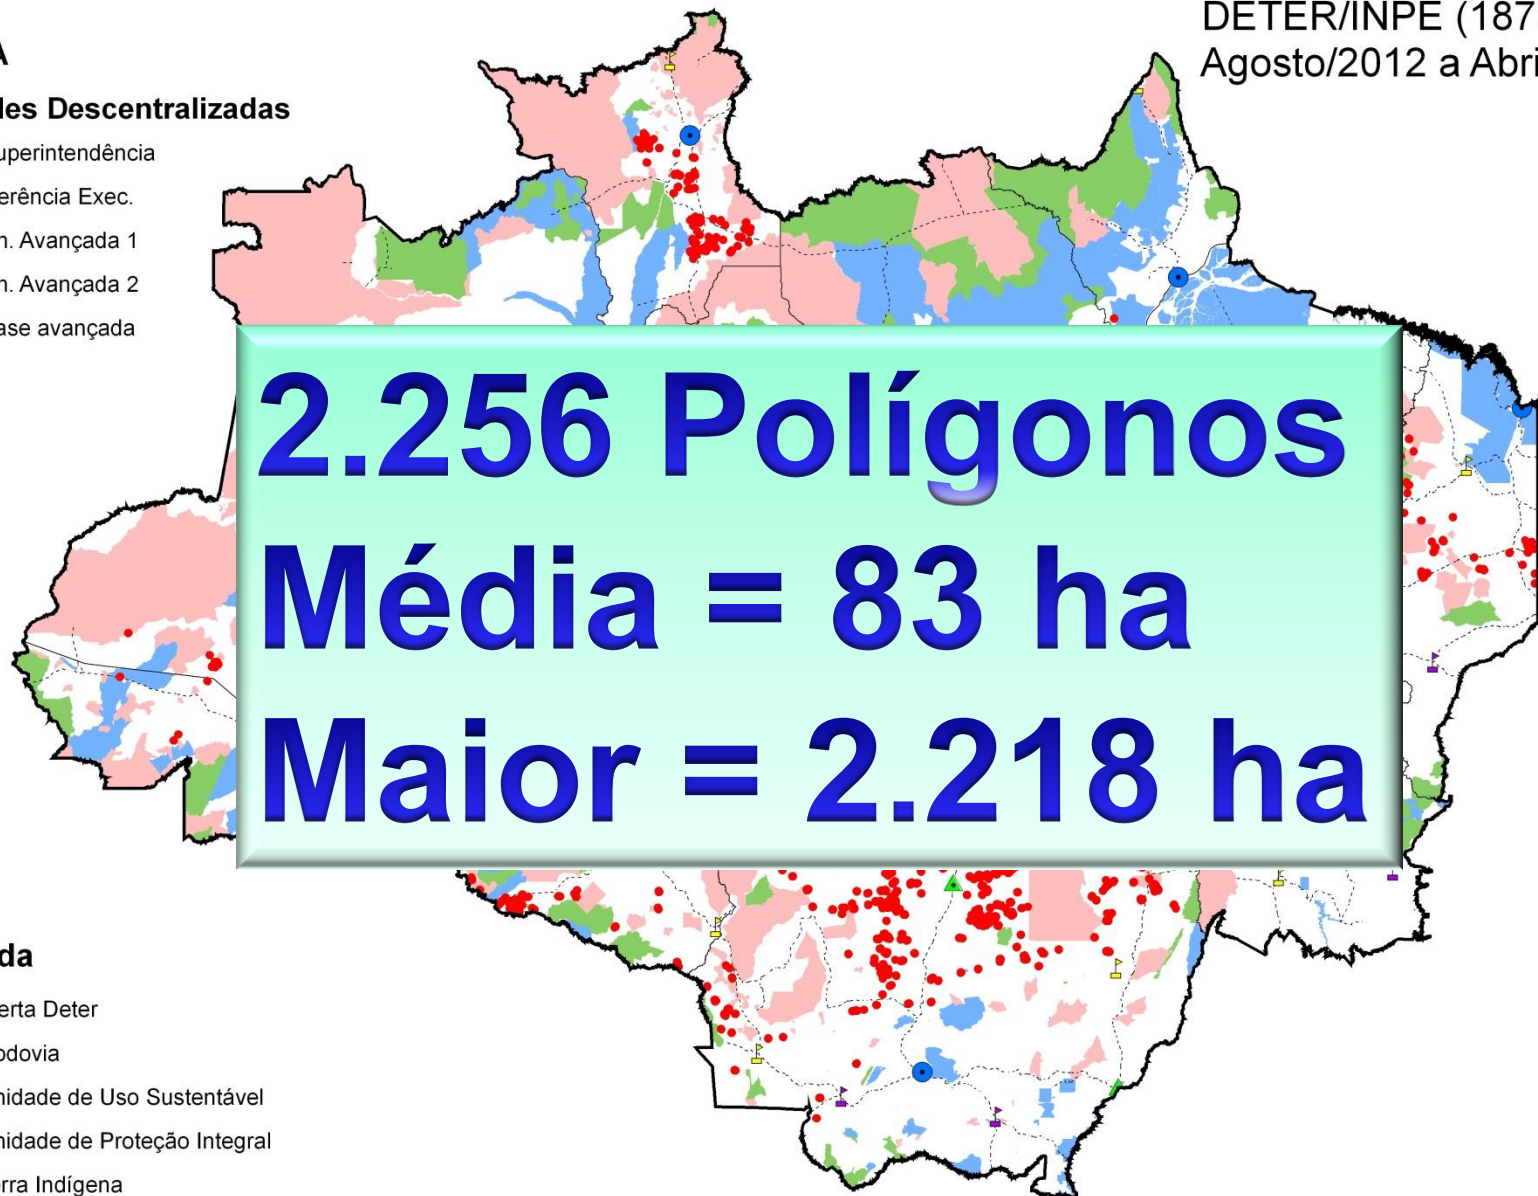 DETER/INPE (187
Agosto/2012 a Abri
A
des Descentralizadas
uperintendência
erência Exec.
n. Avançada 1
n. Avançada 2
ase avançada
2.256 Polígonos
Média = 83 ha
Maior = 2.218 ha
da
erta Deter
odovia
nidade de Uso Sustentável
nidade de Proteção Integral
erra Indígena